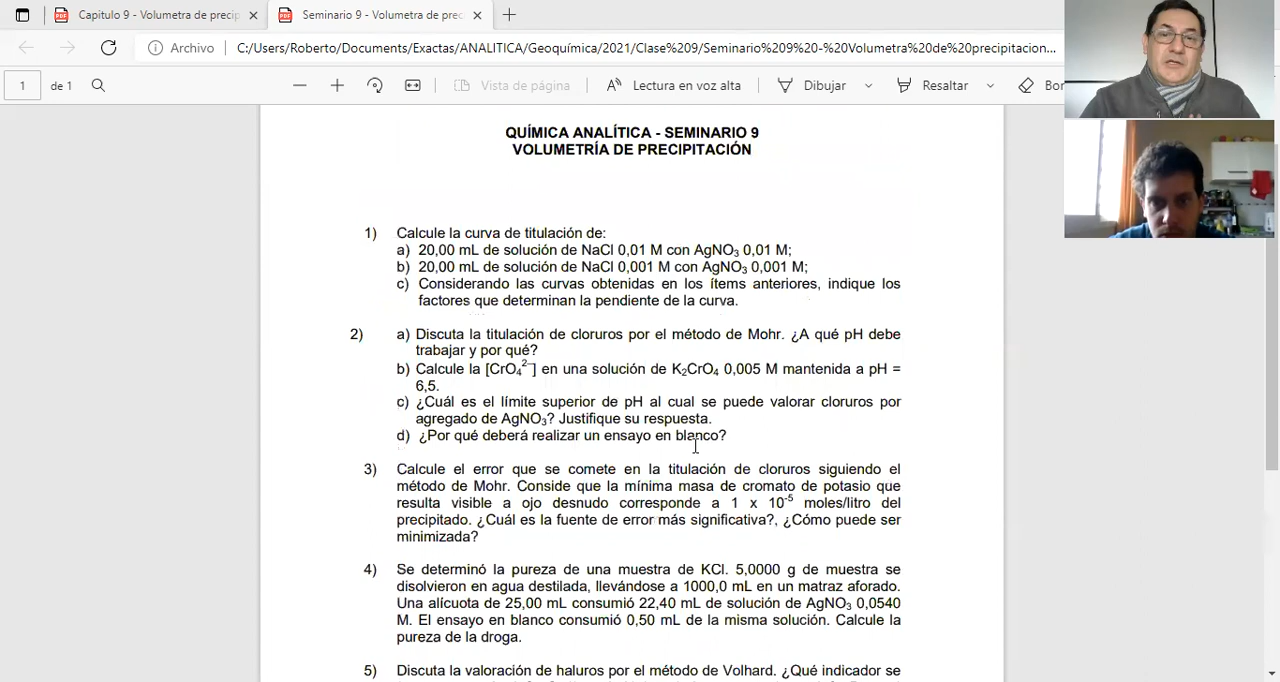 Capitulo 9 - Volumetra de precip
Seminario 9 - Volumetra de prec
Archivo
C:/Users/Roberto/Documents/Exactas/ANALITICA/Geoquímica/2021/Clase%209/Seminario%209%20-%20Volumetra%20de%20precipitacion...
1 de 1
Vista de página
Lectura en voz alta
Dibujar
Resaltar
Bor
QUÍMICA ANALÍTICA - SEMINARIO 9
VOLUMETRÍA DE PRECIPITACIÓN
1) Calcule la curva de titulación de:
a) 20,00 mL de solución de NaCl 0,01 M con AgNO₃ 0,01 M;
b) 20,00 mL de solución de NaCl 0,001 M con AgNO₃ 0,001 M;
c) Considerando las curvas obtenidas en los ítems anteriores, indique los
factores que determinan la pendiente de la curva.
2) a) Discuta la titulación de cloruros por el método de Mohr. ¿A qué pH debe
trabajar y por qué?
b) Calcule la [CrO₄²⁻] en una solución de K₂CrO₄ 0,005 M mantenida a pH =
6,5.
c) ¿Cuál es el límite superior de pH al cual se puede valorar cloruros por
agregado de AgNO₃? Justifique su respuesta.
d) ¿Por qué deberá realizar un ensayo en blanco?
3) Calcule el error que se comete en la titulación de cloruros siguiendo el
método de Mohr. Conside que la mínima masa de cromato de potasio que
resulta visible a ojo desnudo corresponde a 1 x 10⁻⁵ moles/litro del
precipitado. ¿Cuál es la fuente de error más significativa?, ¿Cómo puede ser
minimizada?
4) Se determinó la pureza de una muestra de KCl. 5,0000 g de muestra se
disolvieron en agua destilada, llevándose a 1000,0 mL en un matraz aforado.
Una alícuota de 25,00 mL consumió 22,40 mL de solución de AgNO₃ 0,0540
M. El ensayo en blanco consumió 0,50 mL de la misma solución. Calcule la
pureza de la droga.
5) Discuta la valoración de haluros por el método de Volhard. ¿Qué indicador se